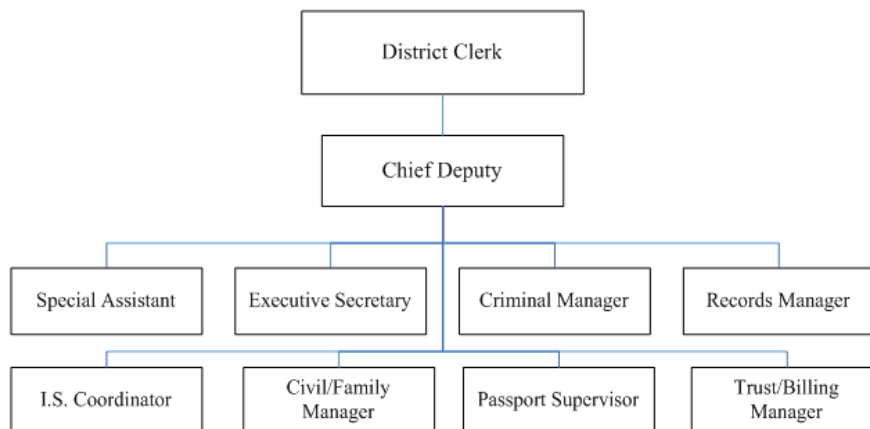 District Clerk
Chief Deputy
Special Assistant
Executive Secretary
Criminal Manager
Records Manager
I.S. Coordinator
Civil/Family
Manager
Passport Supervisor
Trust/Billing
Manager